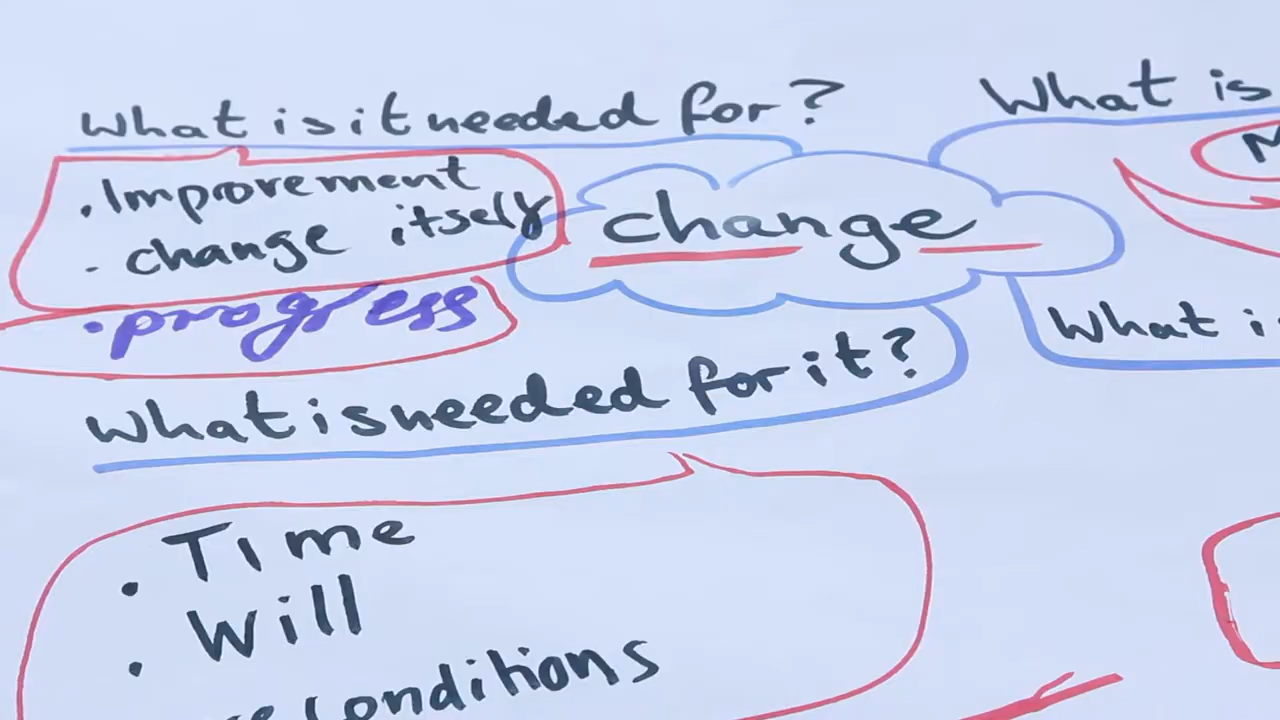 What is it needed for?
· Improvement
· change itself
· progress
change
What is
What is needed for it?
· Time
· Will
conditions
What